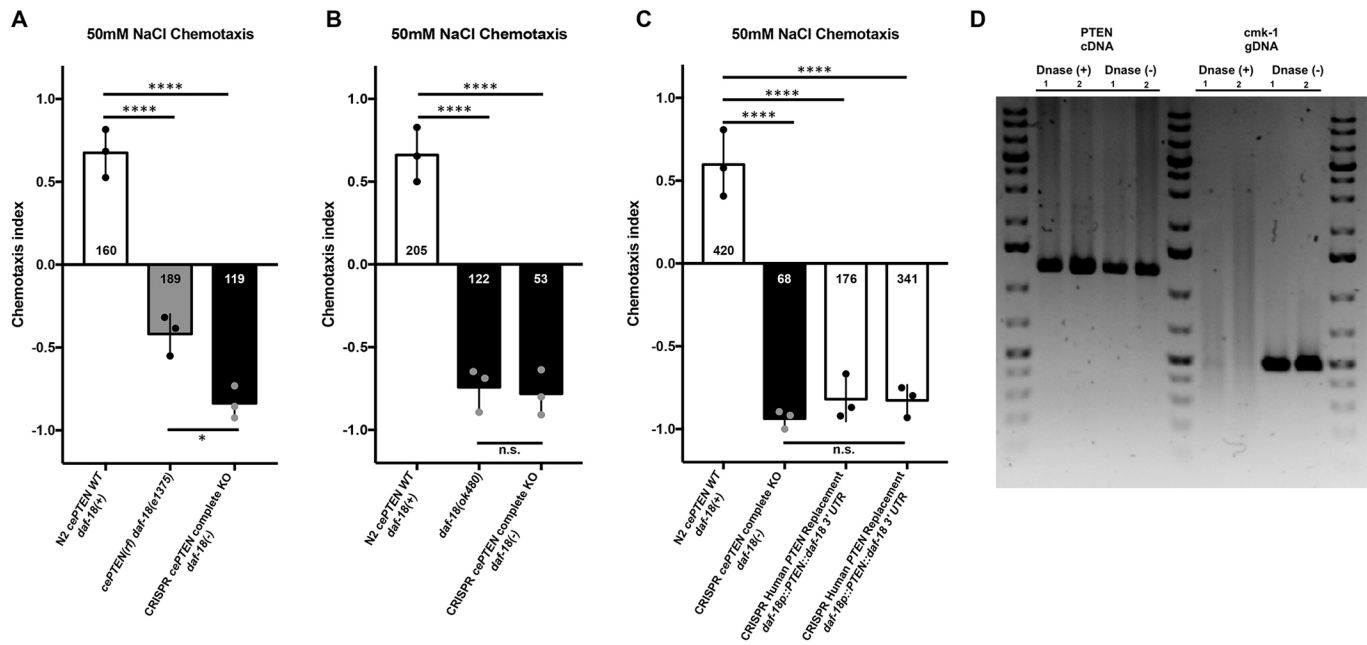 A
50mM NaCl Chemotaxis
Chemotaxis index
1.0
0.5
0.0
-0.5
-1.0
****
****
160
189
119
*
N2 cePTEN WT
daf-18(+)
cePTEN(rf) daf-18(e1375)
CRISPR cePTEN complete KO
daf-18(-)
B
50mM NaCl Chemotaxis
Chemotaxis index
1.0
0.5
0.0
-0.5
-1.0
****
****
205
122
53
n.s.
N2 cePTEN WT
daf-18(+)
daf-18(ok480)
CRISPR cePTEN complete KO
daf-18(-)
C
50mM NaCl Chemotaxis
Chemotaxis index
1.0
0.5
0.0
-0.5
-1.0
****
****
****
420
68
176
341
n.s.
N2 cePTEN WT
daf-18(+)
CRISPR cePTEN complete KO
daf-18(-)
CRISPR Human PTEN Replacement
daf-18p::PTEN::daf-18 3' UTR
CRISPR Human PTEN Replacement
daf-18p::PTEN::daf-18 3' UTR
D
PTEN
cDNA
cmk-1
gDNA
Dnase (+) Dnase (-)
Dnase (+) Dnase (-)
1 2 1 2
1 2 1 2